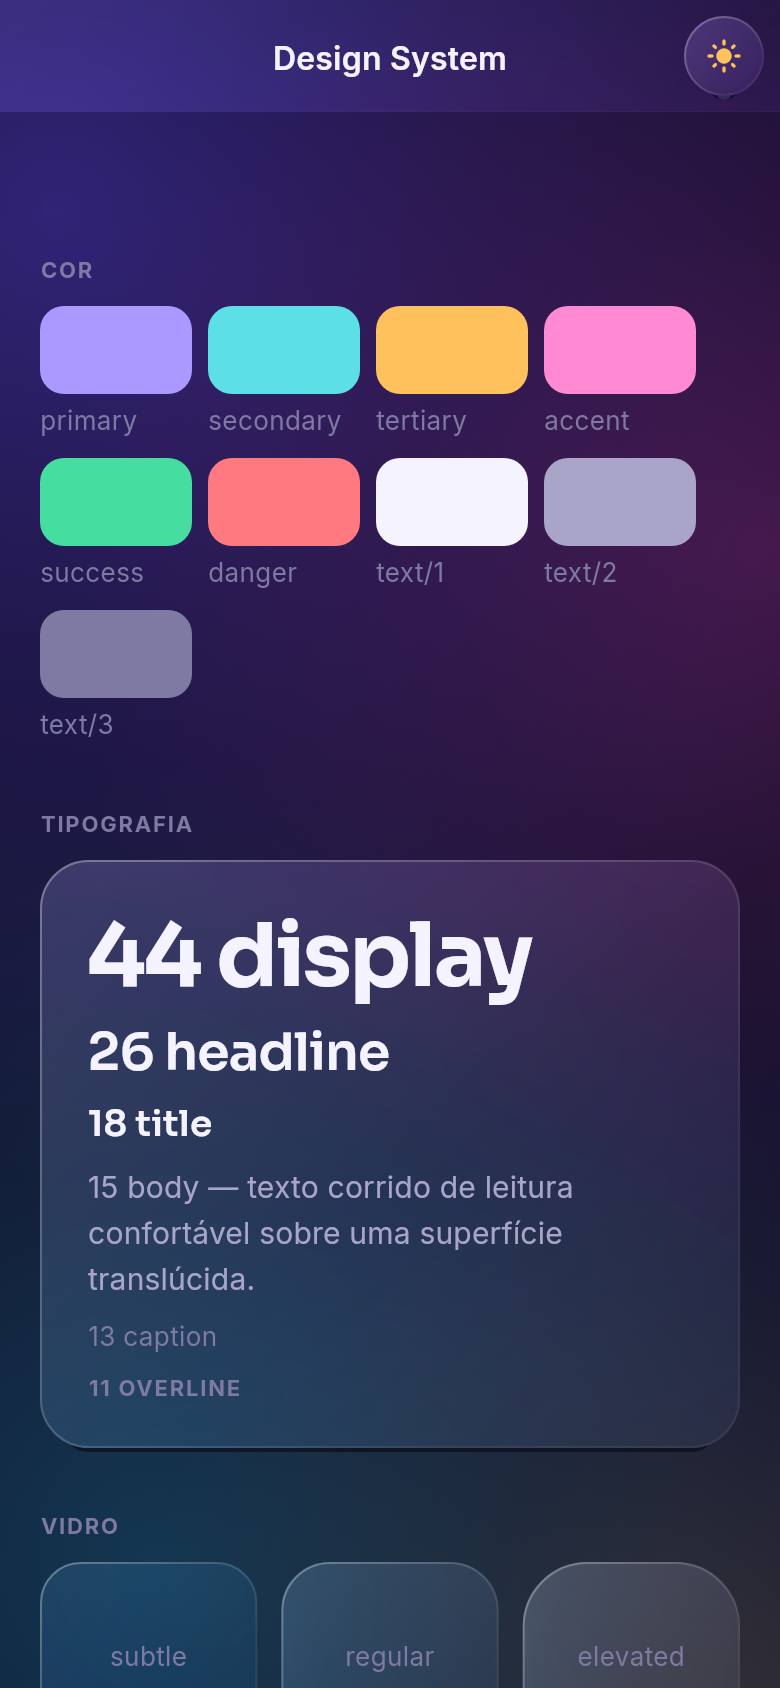 Design System
COR
primary
secondary
tertiary
accent
success
danger
text/1
text/2
text/3
TIPOGRAFIA
44 display
26 headline
18 title
15 body — texto corrido de leitura
confortável sobre uma superfície
translúcida.
13 caption
11 OVERLINE
VIDRO
subtle
regular
elevated